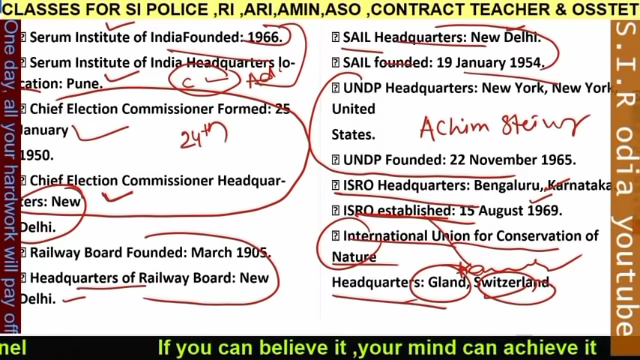 CLASSES FOR SI POLICE ,RI ,ARI,AMIN,ASO ,CONTRACT TEACHER & OSSTET
One day, all your hardwork will pay off
Serum Institute of IndiaFounded: 1966.
Serum Institute of India Headquarters lo-
cation: Pune.
Chief Election Commissioner Formed: 25
January
24th
1950.
Chief Election Commissioner Headquar-
ters: New
Delhi.
Railway Board Founded: March 1905.
Headquarters of Railway Board: New
Delhi.
SAIL Headquarters: New Delhi.
SAIL founded: 19 January 1954.
UNDP Headquarters: New York, New York,
United
States.
Achim
UNDP Founded: 22 November 1965.
ISRO Headquarters: Bengaluru, Karnataka.
ISRO established: 15 August 1969.
International Union for Conservation of
Nature
Headquarters: Gland, Switzerland
S.I.R odia youtube
nel If you can believe it ,your mind can achieve it